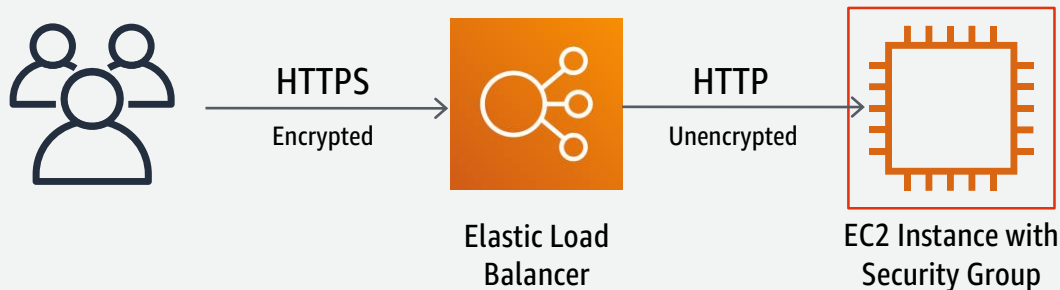 HTTPS
Encrypted
HTTP
Unencrypted
Elastic Load
Balancer
EC2 Instance with
Security Group